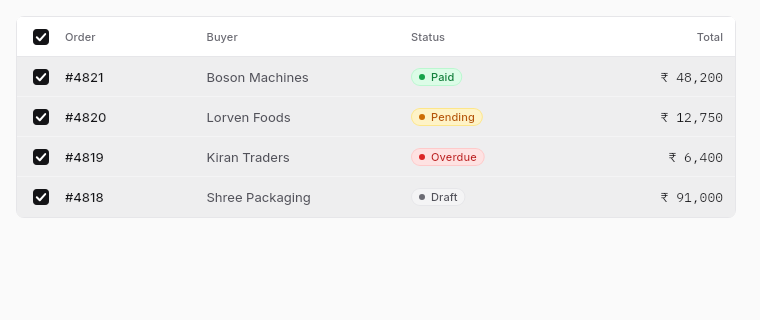 Order Buyer Status Total
#4821 Boson Machines Paid ₹ 48,200
#4820 Lorven Foods Pending ₹ 12,750
#4819 Kiran Traders Overdue ₹ 6,400
#4818 Shree Packaging Draft ₹ 91,000